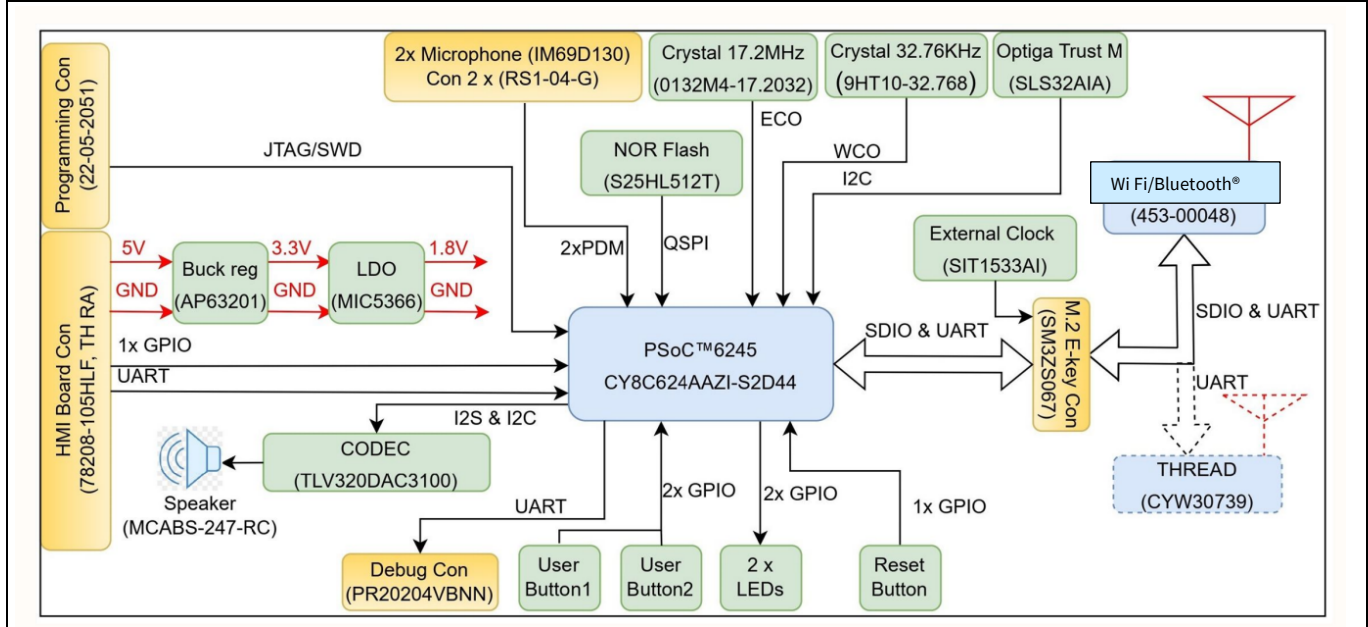 Programming Con
(22-05-2051)
2x Microphone (IM69D130)
Con 2 x (RS1-04-G)
Crystal 17.2MHz
(0132M4-17.2032)
Crystal 32.76KHz
(9HT10-32.768)
Optiga Trust M
(SLS32AIA)
ECO
JTAG/SWD
NOR Flash
(S25HL512T)
WCO
I2C
Wi Fi/Bluetooth®
(453-00048)
HMI Board Con
(78208-105HLF, TH RA)
5V
GND
Buck reg
(AP63201)
3.3V
GND
LDO
(MIC5366)
1.8V
GND
2xPDM
QSPI
External Clock
(SIT1533AI)
1x GPIO
UART
PSoC™6245
CY8C624AAZI-S2D44
SDIO & UART
M.2 E-key Con
(SM3ZS067)
SDIO & UART
UART
I2S & I2C
CODEC
(TLV320DAC3100)
Speaker
(MCABS-247-RC)
THREAD
(CYW30739)
UART
2x GPIO
2x GPIO
1x GPIO
Debug Con
(PR20204VBNN)
User
Button1
User
Button2
2 x
LEDs
Reset
Button